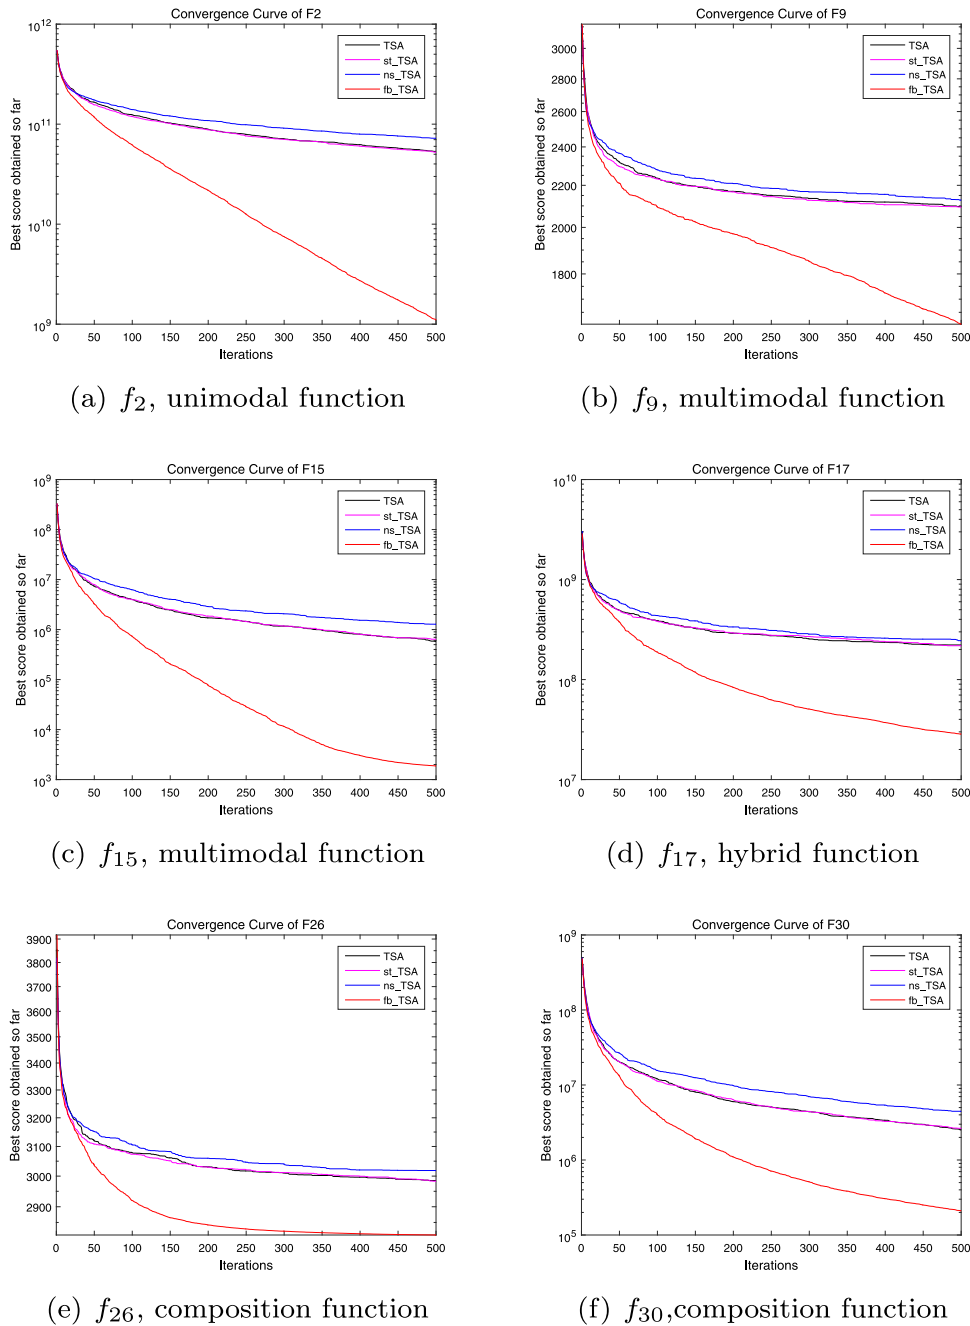 Convergence Curve of F2
Best score obtained so far
10^12
10^11
10^10
10^9
TSA
st_TSA
ns_TSA
fb_TSA
0 50 100 150 200 250 300 350 400 450 500
Iterations
(a) f2, unimodal function
Convergence Curve of F9
Best score obtained so far
3000
2800
2600
2400
2200
2000
1800
TSA
st_TSA
ns_TSA
fb_TSA
0 50 100 150 200 250 300 350 400 450 500
Iterations
(b) f9, multimodal function
Convergence Curve of F15
Best score obtained so far
10^9
10^8
10^7
10^6
10^5
10^4
10^3
TSA
st_TSA
ns_TSA
fb_TSA
0 50 100 150 200 250 300 350 400 450 500
Iterations
(c) f15, multimodal function
Convergence Curve of F17
Best score obtained so far
10^10
10^9
10^8
10^7
TSA
st_TSA
ns_TSA
fb_TSA
0 50 100 150 200 250 300 350 400 450 500
Iterations
(d) f17, hybrid function
Convergence Curve of F26
Best score obtained so far
3900
3800
3700
3600
3500
3400
3300
3200
3100
3000
2900
TSA
st_TSA
ns_TSA
fb_TSA
0 50 100 150 200 250 300 350 400 450 500
Iterations
(e) f26, composition function
Convergence Curve of F30
Best score obtained so far
10^9
10^8
10^7
10^6
10^5
TSA
st_TSA
ns_TSA
fb_TSA
0 50 100 150 200 250 300 350 400 450 500
Iterations
(f) f30,composition function